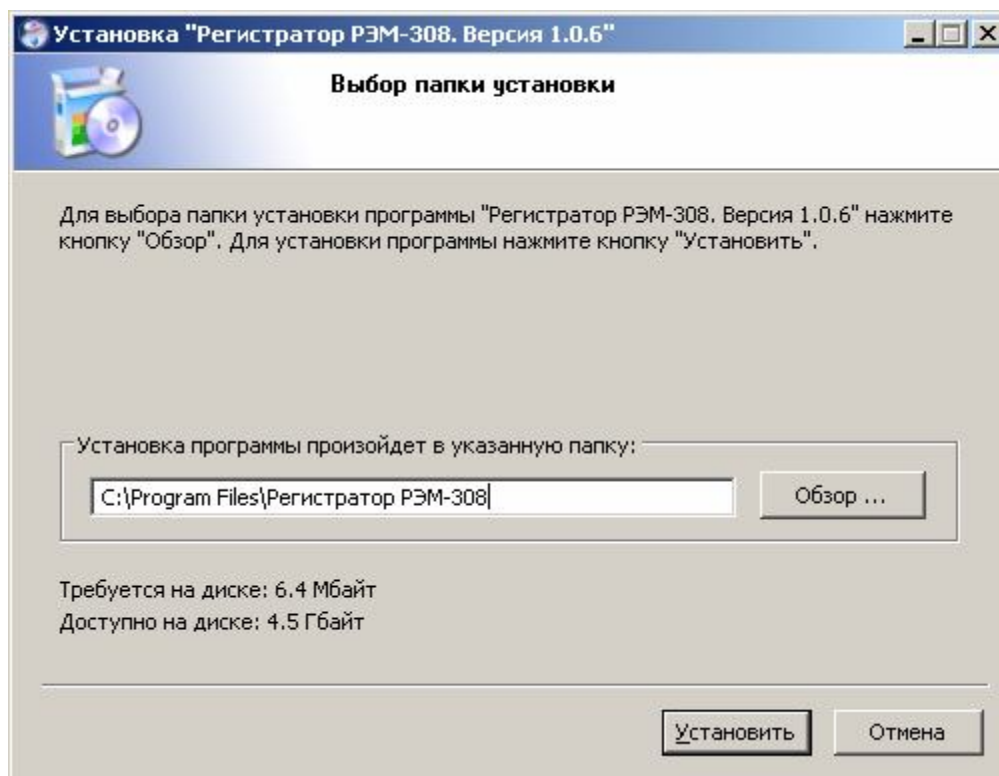 Установка "Регистратор РЭМ-308. Версия 1.0.6"
Выбор папки установки
Для выбора папки установки программы "Регистратор РЭМ-308. Версия 1.0.6" нажмите
кнопку "Обзор". Для установки программы нажмите кнопку "Установить".
Установка программы произойдет в указанную папку:
C:\Program Files\Регистратор РЭМ-308
Обзор ...
Требуется на диске: 6.4 Мбайт
Доступно на диске: 4.5 Гбайт
Установить
Отмена